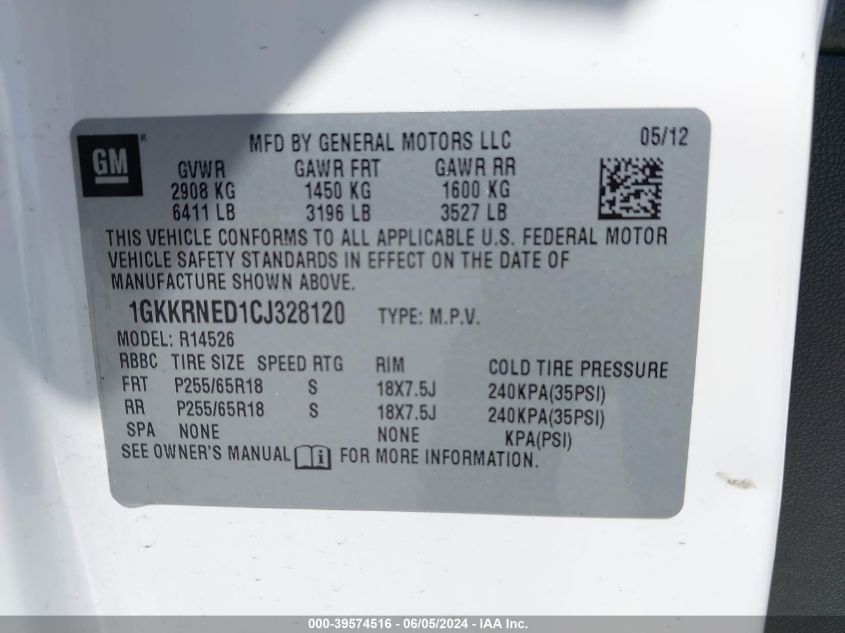 GM® MFD BY GENERAL MOTORS LLC 05/12
GVWR GAWR FRT GAWR RR
2908 KG 1450 KG 1600 KG
6411 LB 3196 LB 3527 LB
THIS VEHICLE CONFORMS TO ALL APPLICABLE U.S. FEDERAL MOTOR
VEHICLE SAFETY STANDARDS IN EFFECT ON THE DATE OF
MANUFACTURE SHOWN ABOVE.
1GKKRNED1CJ328120 TYPE: M.P.V.
MODEL: R14526
RBBC TIRE SIZE SPEED RTG RIM COLD TIRE PRESSURE
FRT P255/65R18 S 18X7.5J 240KPA(35PSI)
RR P255/65R18 S 18X7.5J 240KPA(35PSI)
SPA NONE NONE KPA(PSI)
SEE OWNER'S MANUAL i FOR MORE INFORMATION.
000-39574516 - 06/05/2024 - USA - IAA